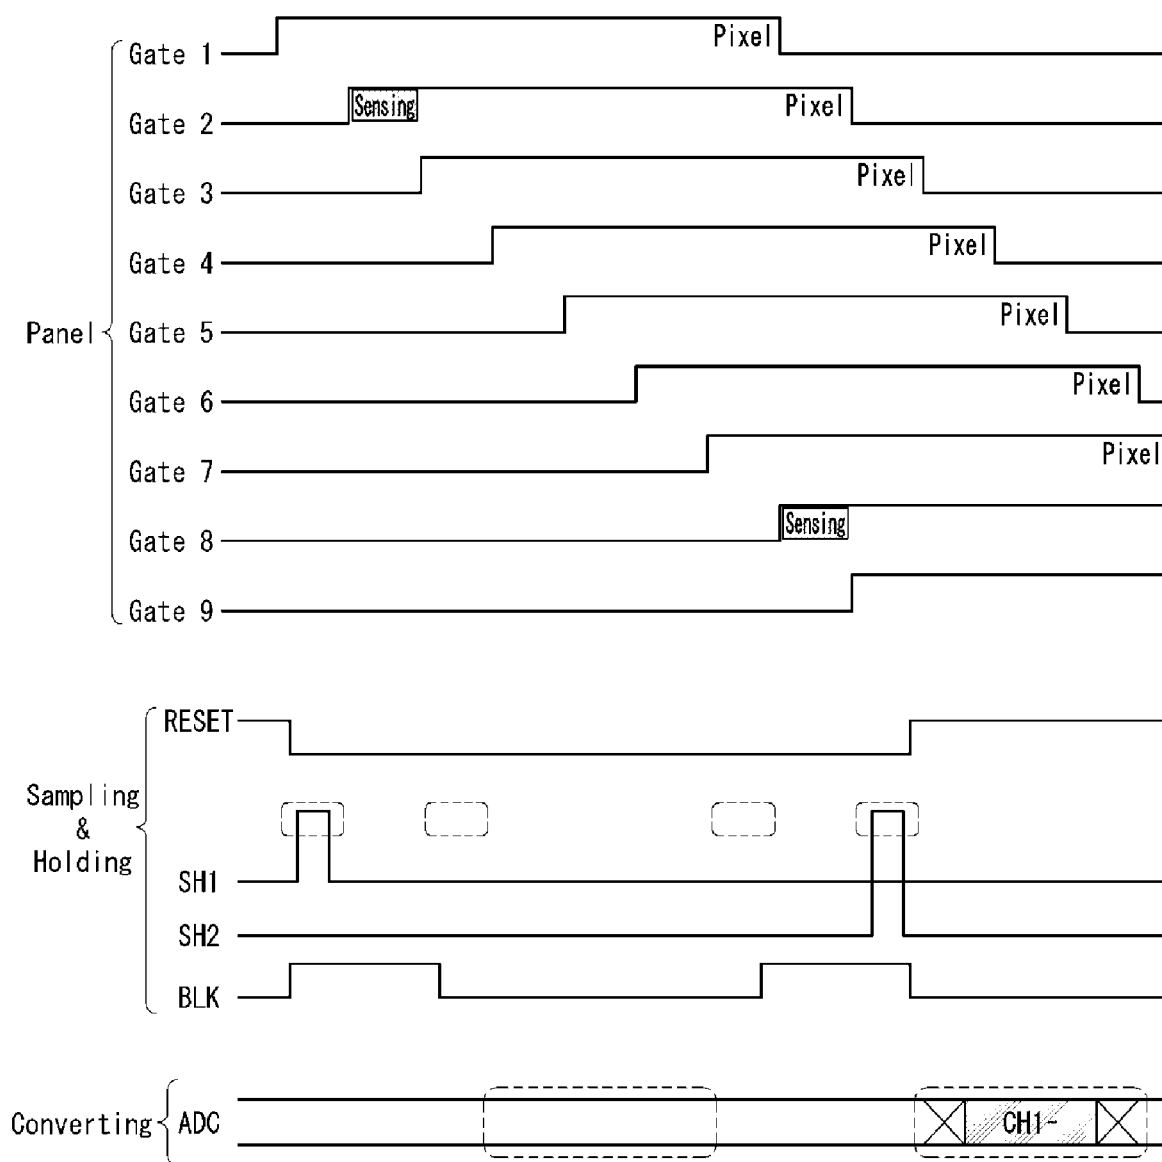 Gate 1 Pixel
Gate 2 Sensing Pixel
Gate 3 Pixel
Gate 4 Pixel
Panel Gate 5 Pixel
Gate 6 Pixel
Gate 7 Pixel
Gate 8 Sensing
Gate 9
RESET
Sampling
&
Holding
SH1
SH2
BLK
Converting ADC CH1~